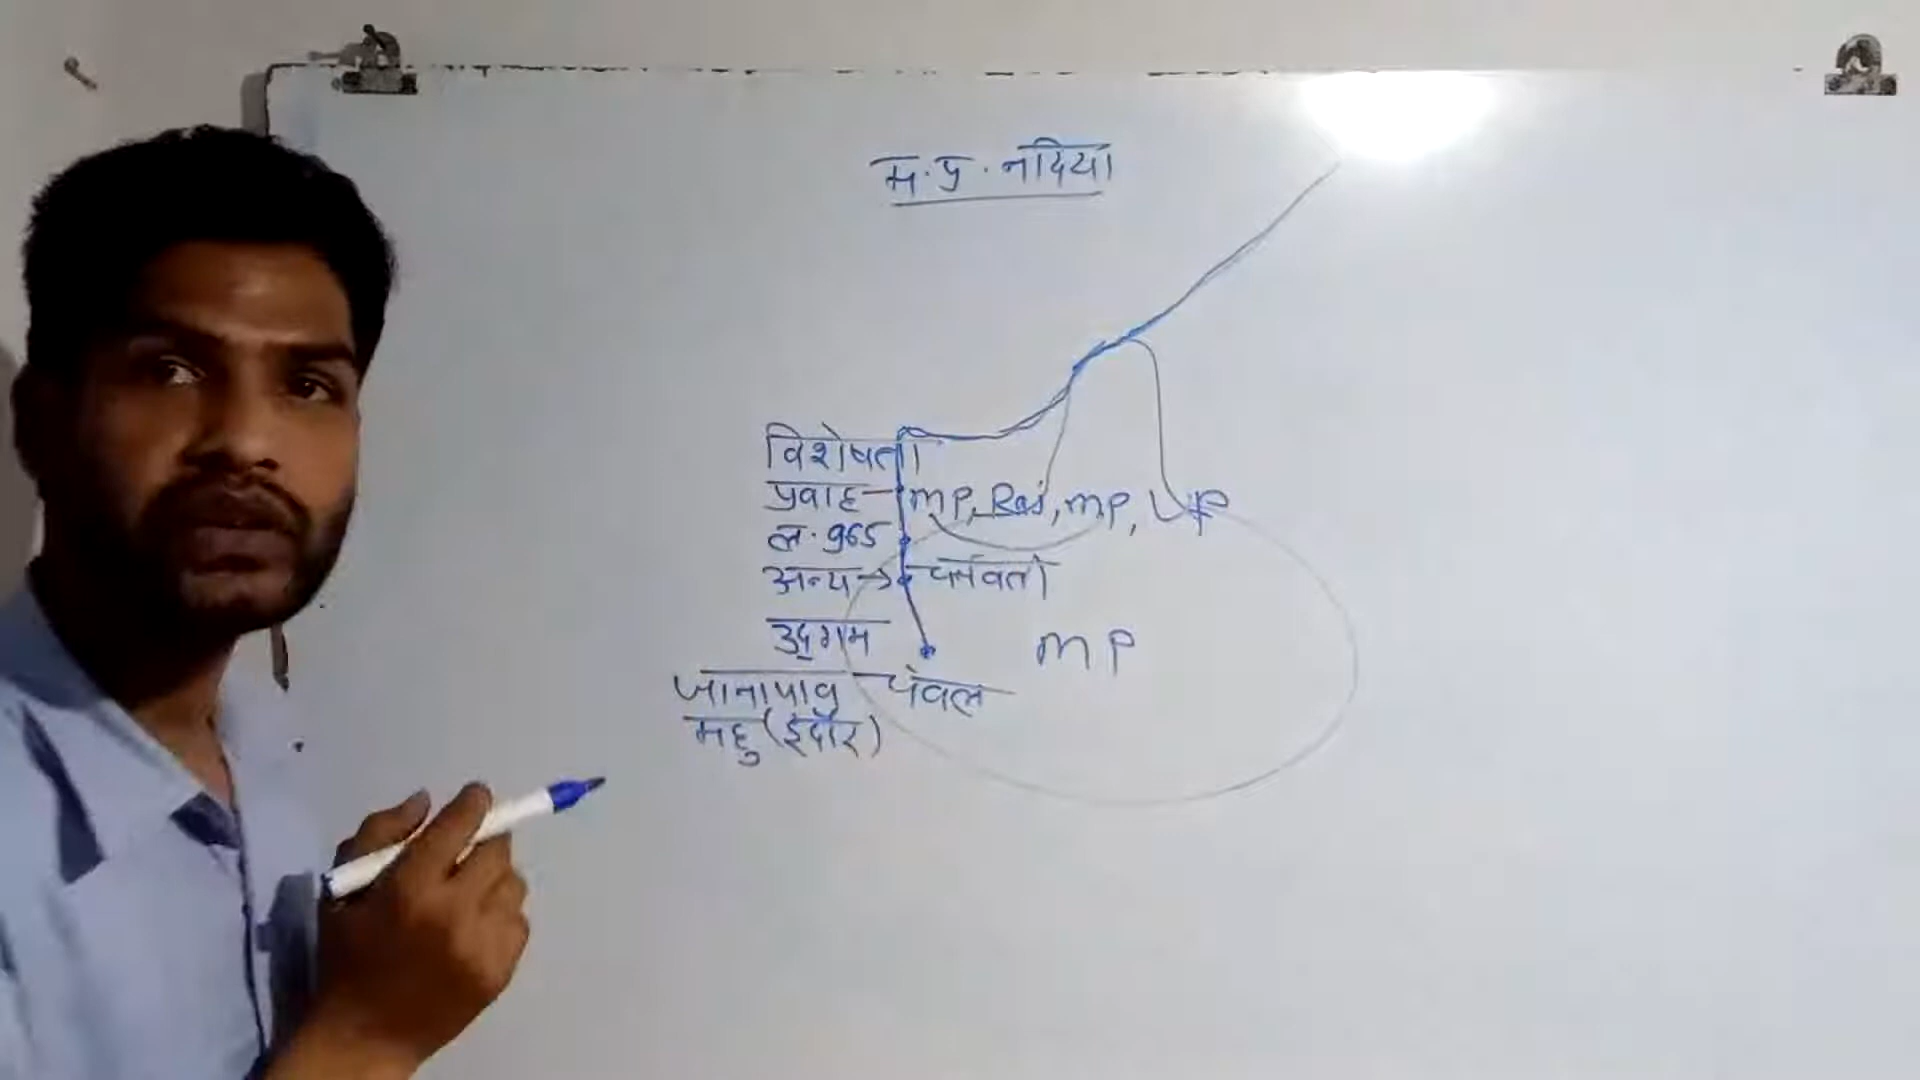 म.प्र. नदियां
विशेषता
प्रवाह - MP, Raj, MP, UP
ल. 965
अन्य → चर्मवती
उद्गम
MP
जानापाव चंबल
महु (इंदौर)